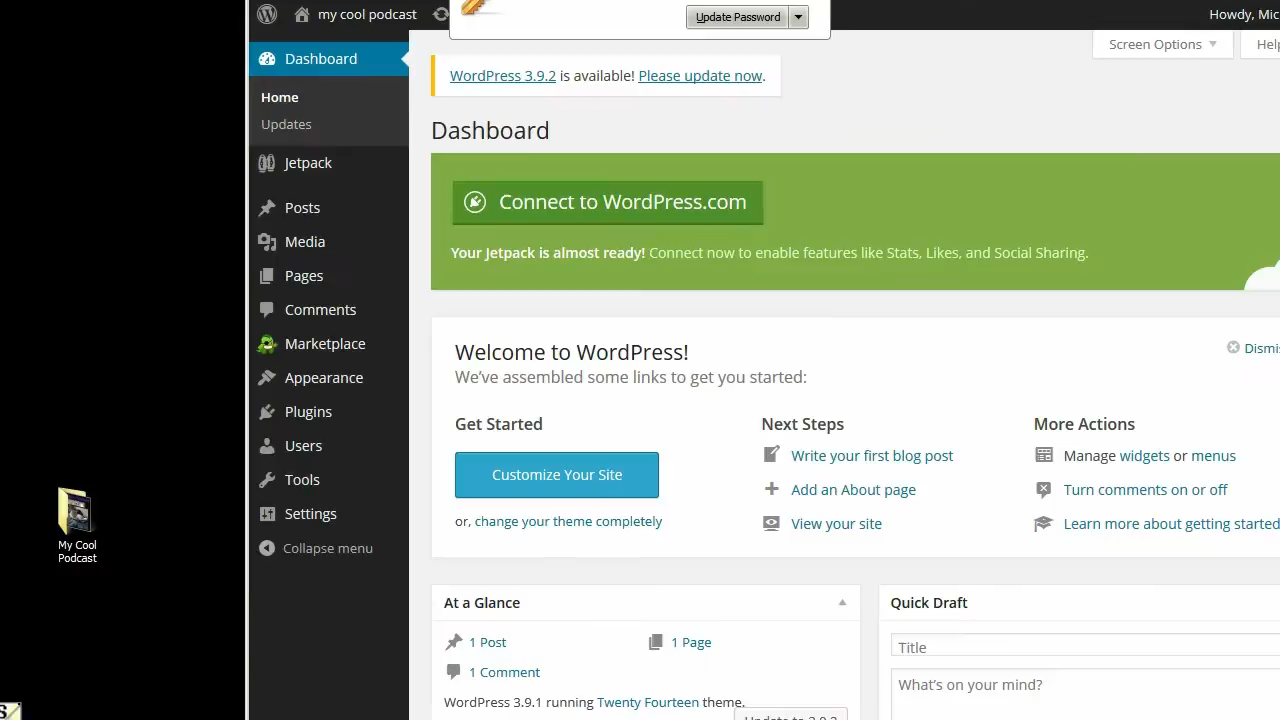 my cool podcast
Update Password
Howdy, Mic
Dashboard
Screen Options
Help
WordPress 3.9.2 is available! Please update now.
Home
Updates
Dashboard
Jetpack
Connect to WordPress.com
Your Jetpack is almost ready! Connect now to enable features like Stats, Likes, and Social Sharing.
Posts
Media
Pages
Comments
Marketplace
Appearance
Plugins
Users
Tools
Settings
Collapse menu
Welcome to WordPress!
We've assembled some links to get you started:
Dismis
Get Started
Customize Your Site
or, change your theme completely
Next Steps
Write your first blog post
Add an About page
View your site
More Actions
Manage widgets or menus
Turn comments on or off
Learn more about getting started
My Cool
Podcast
At a Glance
1 Post
1 Page
1 Comment
WordPress 3.9.1 running Twenty Fourteen theme.
Update to 3.9.2
Quick Draft
Title
What's on your mind?